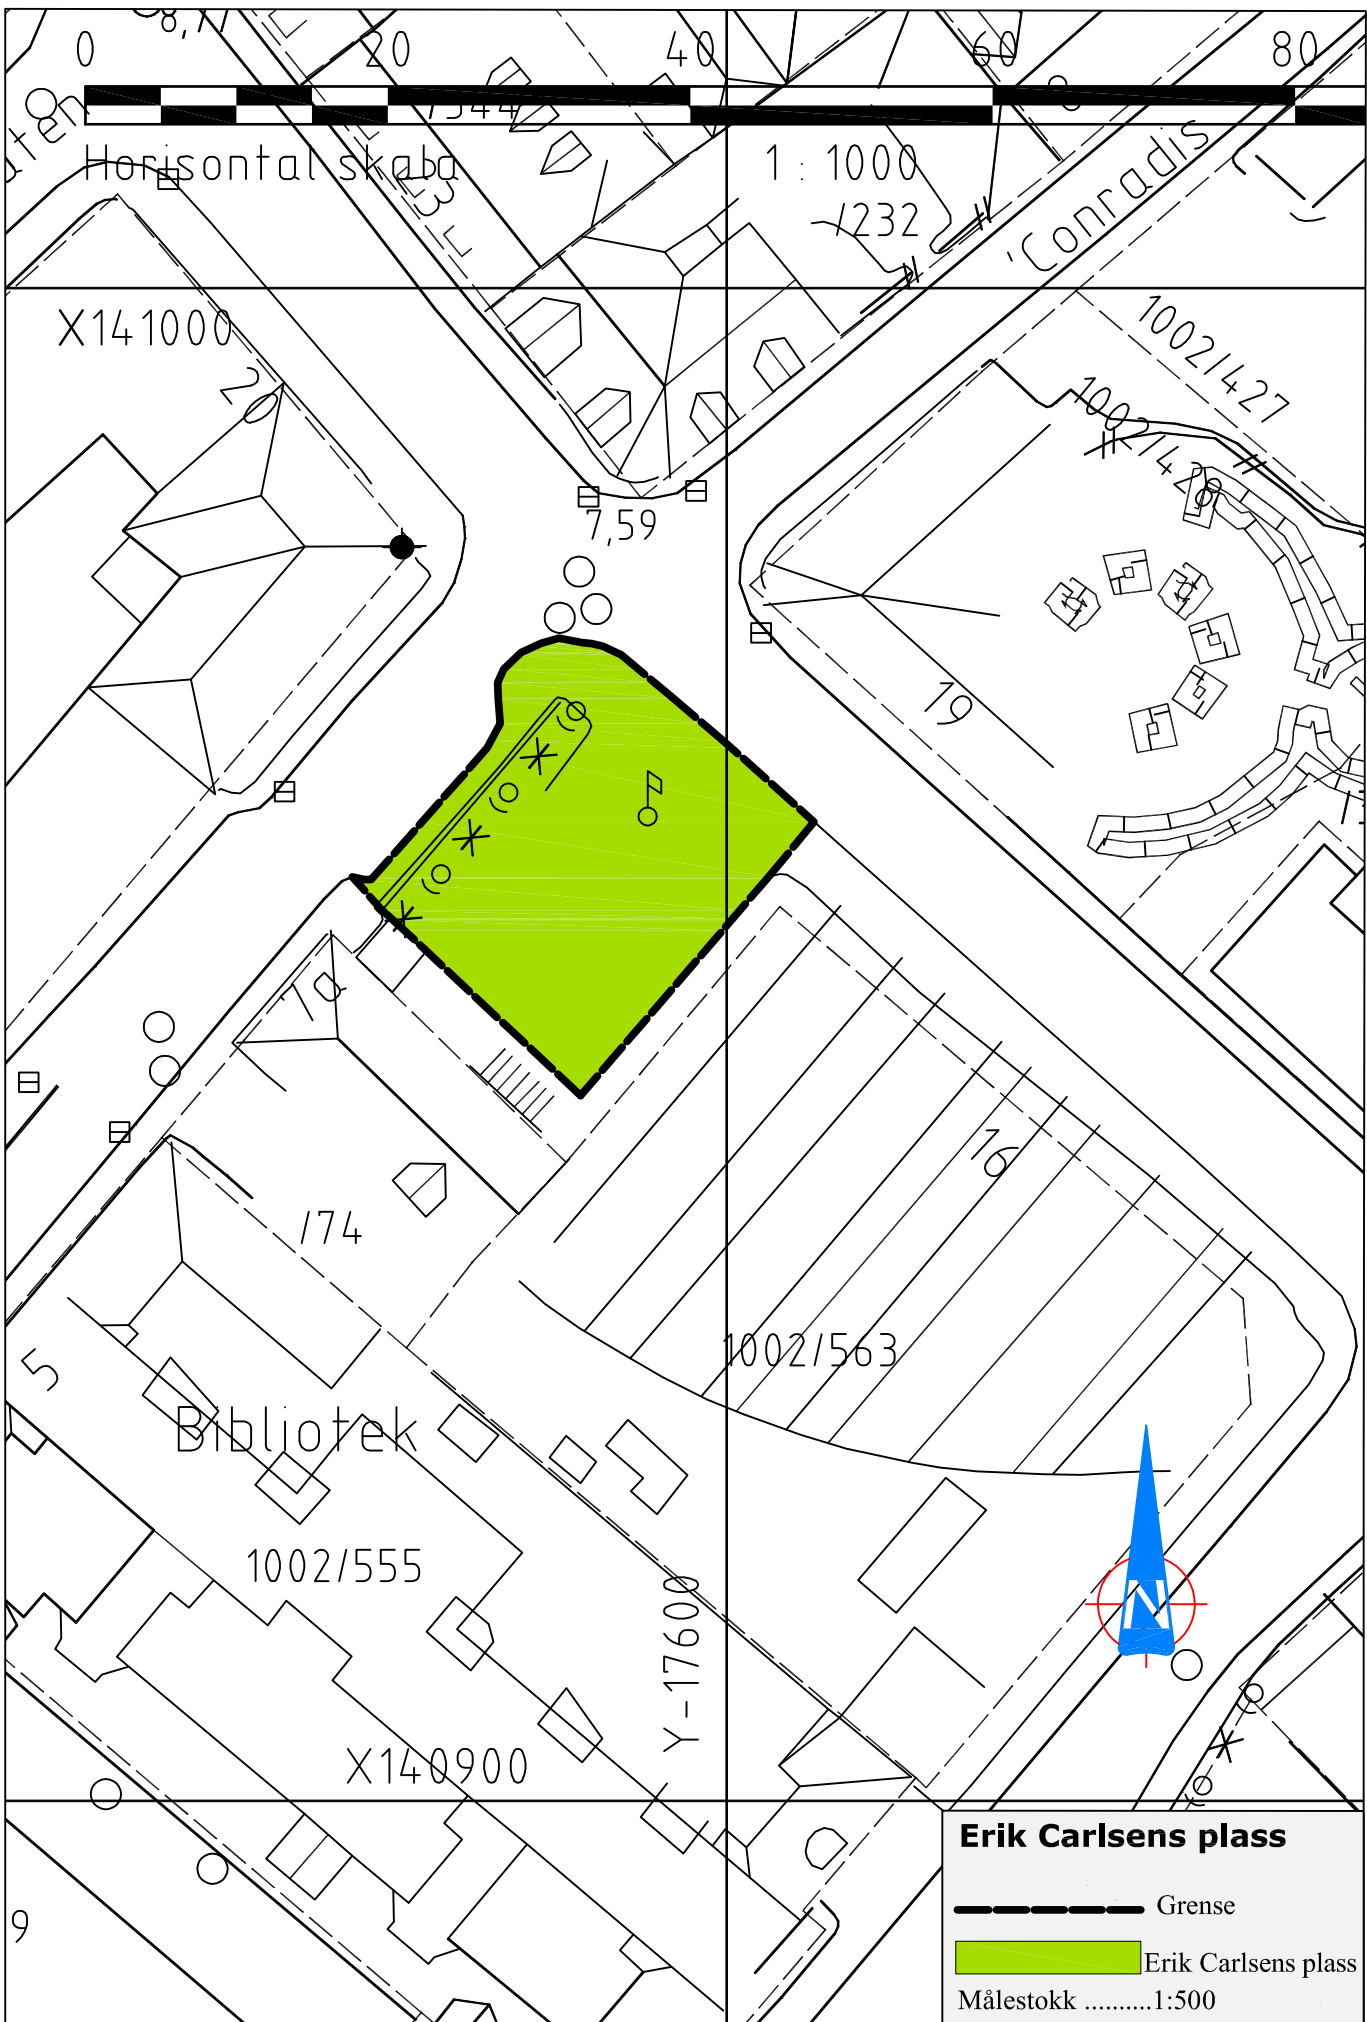 0 20 40 60 80
Horisontal skala 1 : 1000
/232
'Conradis
1002/427
X141000
20
7,59
19
7a
16
/74
1002/563
5
Bibliotek
1002/555
Y-17600
N
X140900
9
Erik Carlsens plass
Grense
Erik Carlsens plass
Målestokk ..........1:500